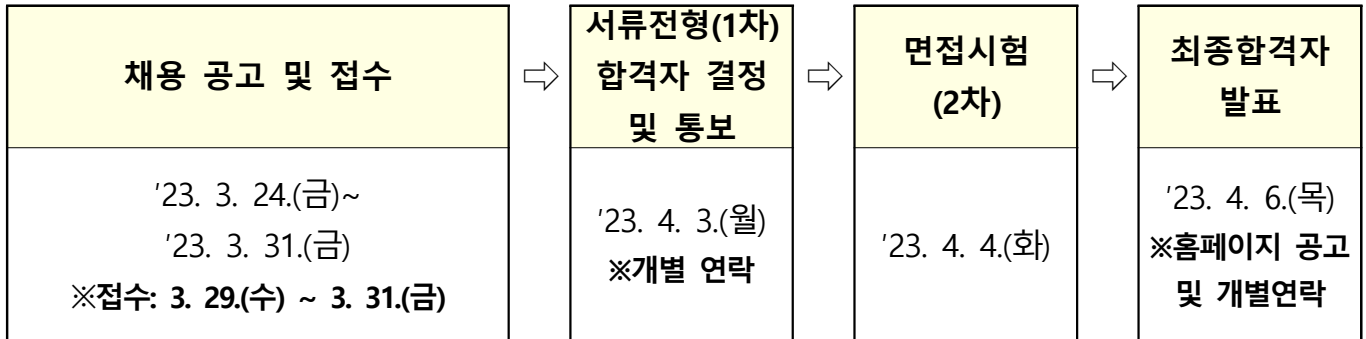 채용 공고 및 접수
⇨
서류전형(1차)
합격자 결정
및 통보
⇨
면접시험
(2차)
⇨
최종합격자
발표
'23. 3. 24.(금)~
'23. 3. 31.(금)
※접수: 3. 29.(수) ~ 3. 31.(금)
'23. 4. 3.(월)
※개별 연락
'23. 4. 4.(화)
'23. 4. 6.(목)
※홈페이지 공고
및 개별연락